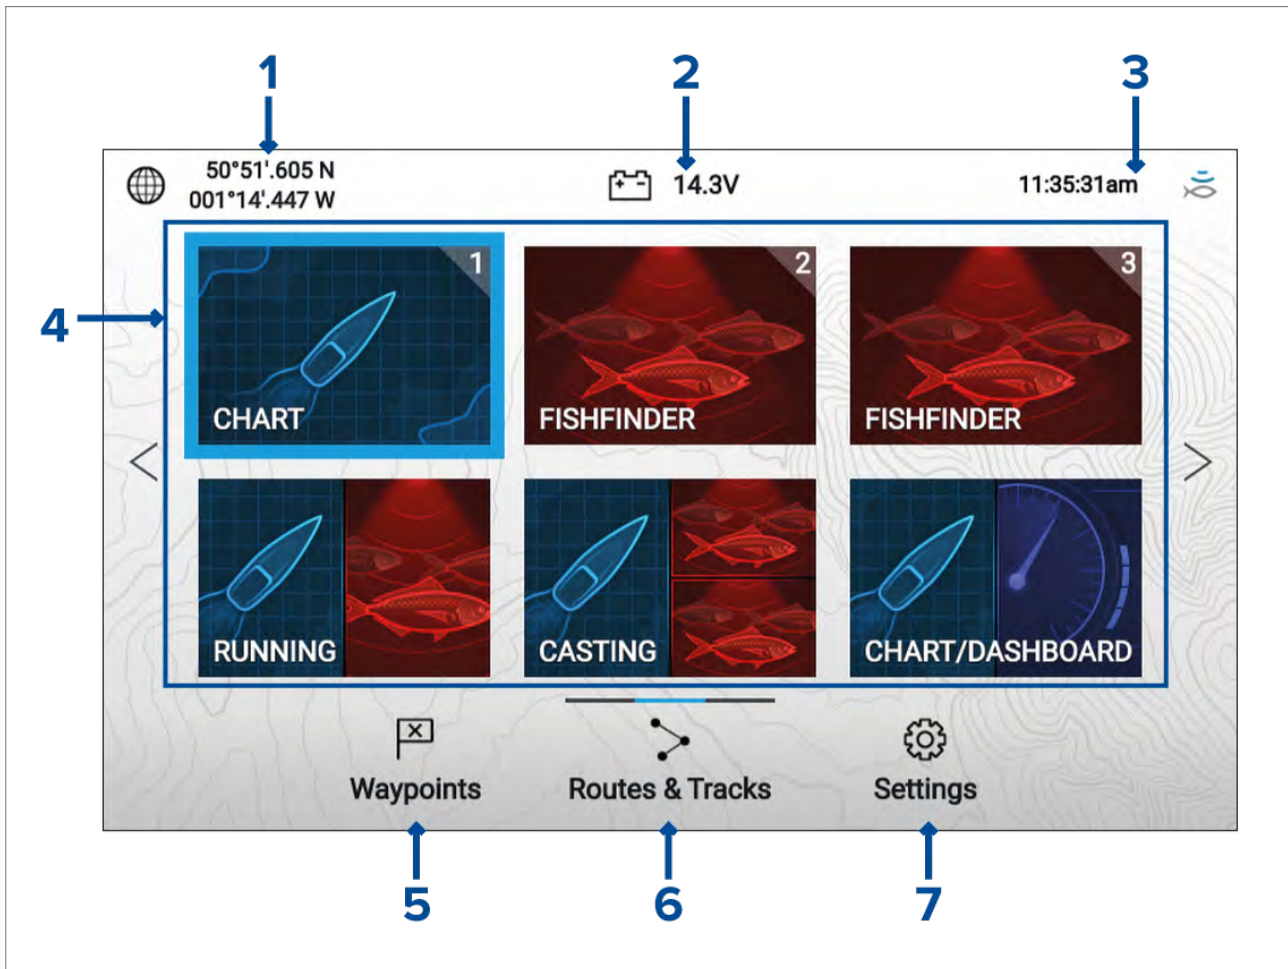 1
2
3
50°51'.605 N
001°14'.447 W
14.3V
11:35:31am
4
1
CHART
2
FISHFINDER
3
FISHFINDER
RUNNING
CASTING
CHART/DASHBOARD
Waypoints
Routes & Tracks
Settings
5
6
7